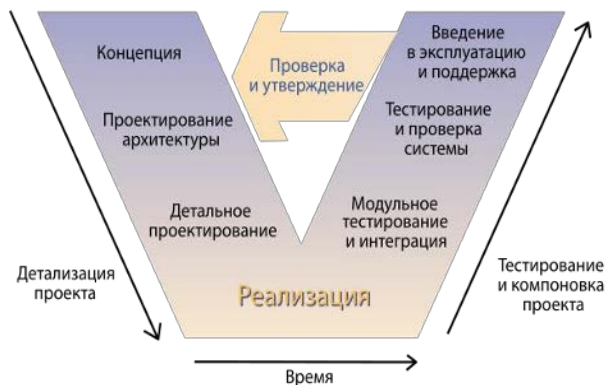 Концепция
Проектирование
архитектуры
Детальное
проектирование
Проверка
и утверждение
Введение
в эксплуатацию
и поддержка
Тестирование
и проверка
системы
Модульное
тестирование
и интеграция
Реализация
Детализация
проекта
Тестирование
и компоновка
проекта
Время